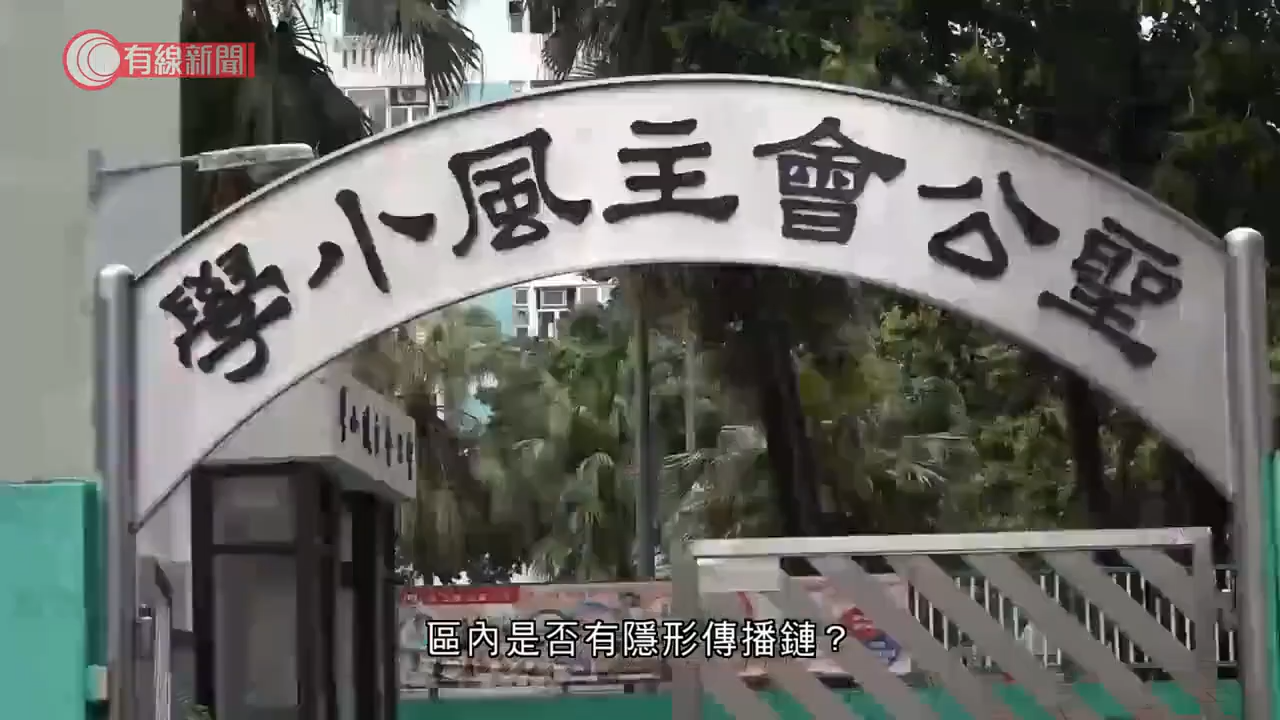 有線新聞
聖公會主風小學
區內是否有隱形傳播鏈？